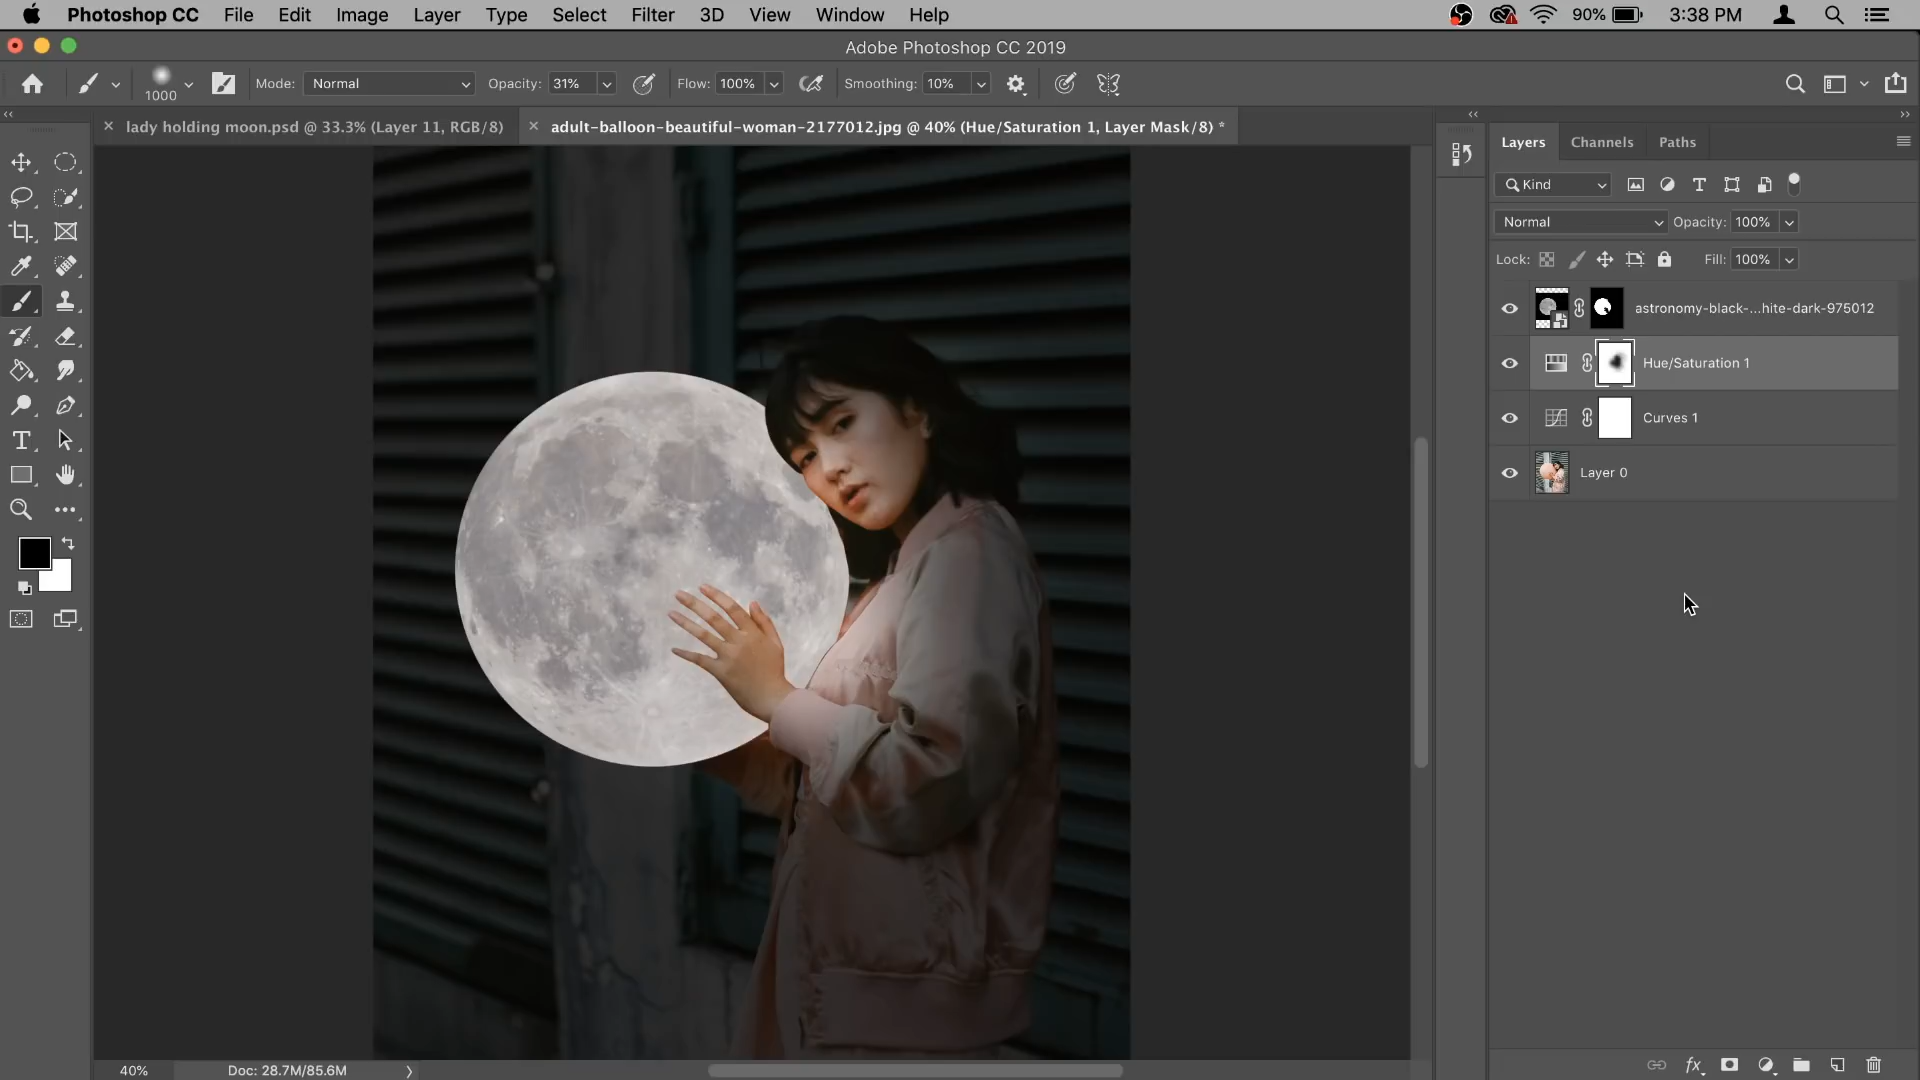 Photoshop CC File Edit Image Layer Type Select Filter 3D View Window Help 90% 3:38 PM
Adobe Photoshop CC 2019
1000 Mode: Normal Opacity: 31% Flow: 100% Smoothing: 10%
lady holding moon.psd @ 33.3% (Layer 11, RGB/8) adult-balloon-beautiful-woman-2177012.jpg @ 40% (Hue/Saturation 1, Layer Mask/8) *
Layers Channels Paths
Kind
Normal Opacity: 100%
Lock: Fill: 100%
astronomy-black-...hite-dark-975012
Hue/Saturation 1
Curves 1
Layer 0
40% Doc: 28.7M/85.6M